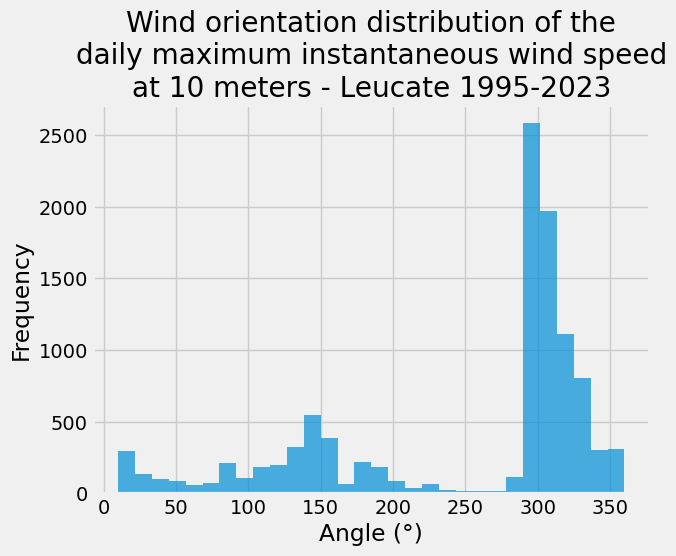 Wind orientation distribution of the
daily maximum instantaneous wind speed
at 10 meters - Leucate 1995-2023
2500
2000
1500
1000
500
0
Frequency
0 50 100 150 200 250 300 350
Angle (°)